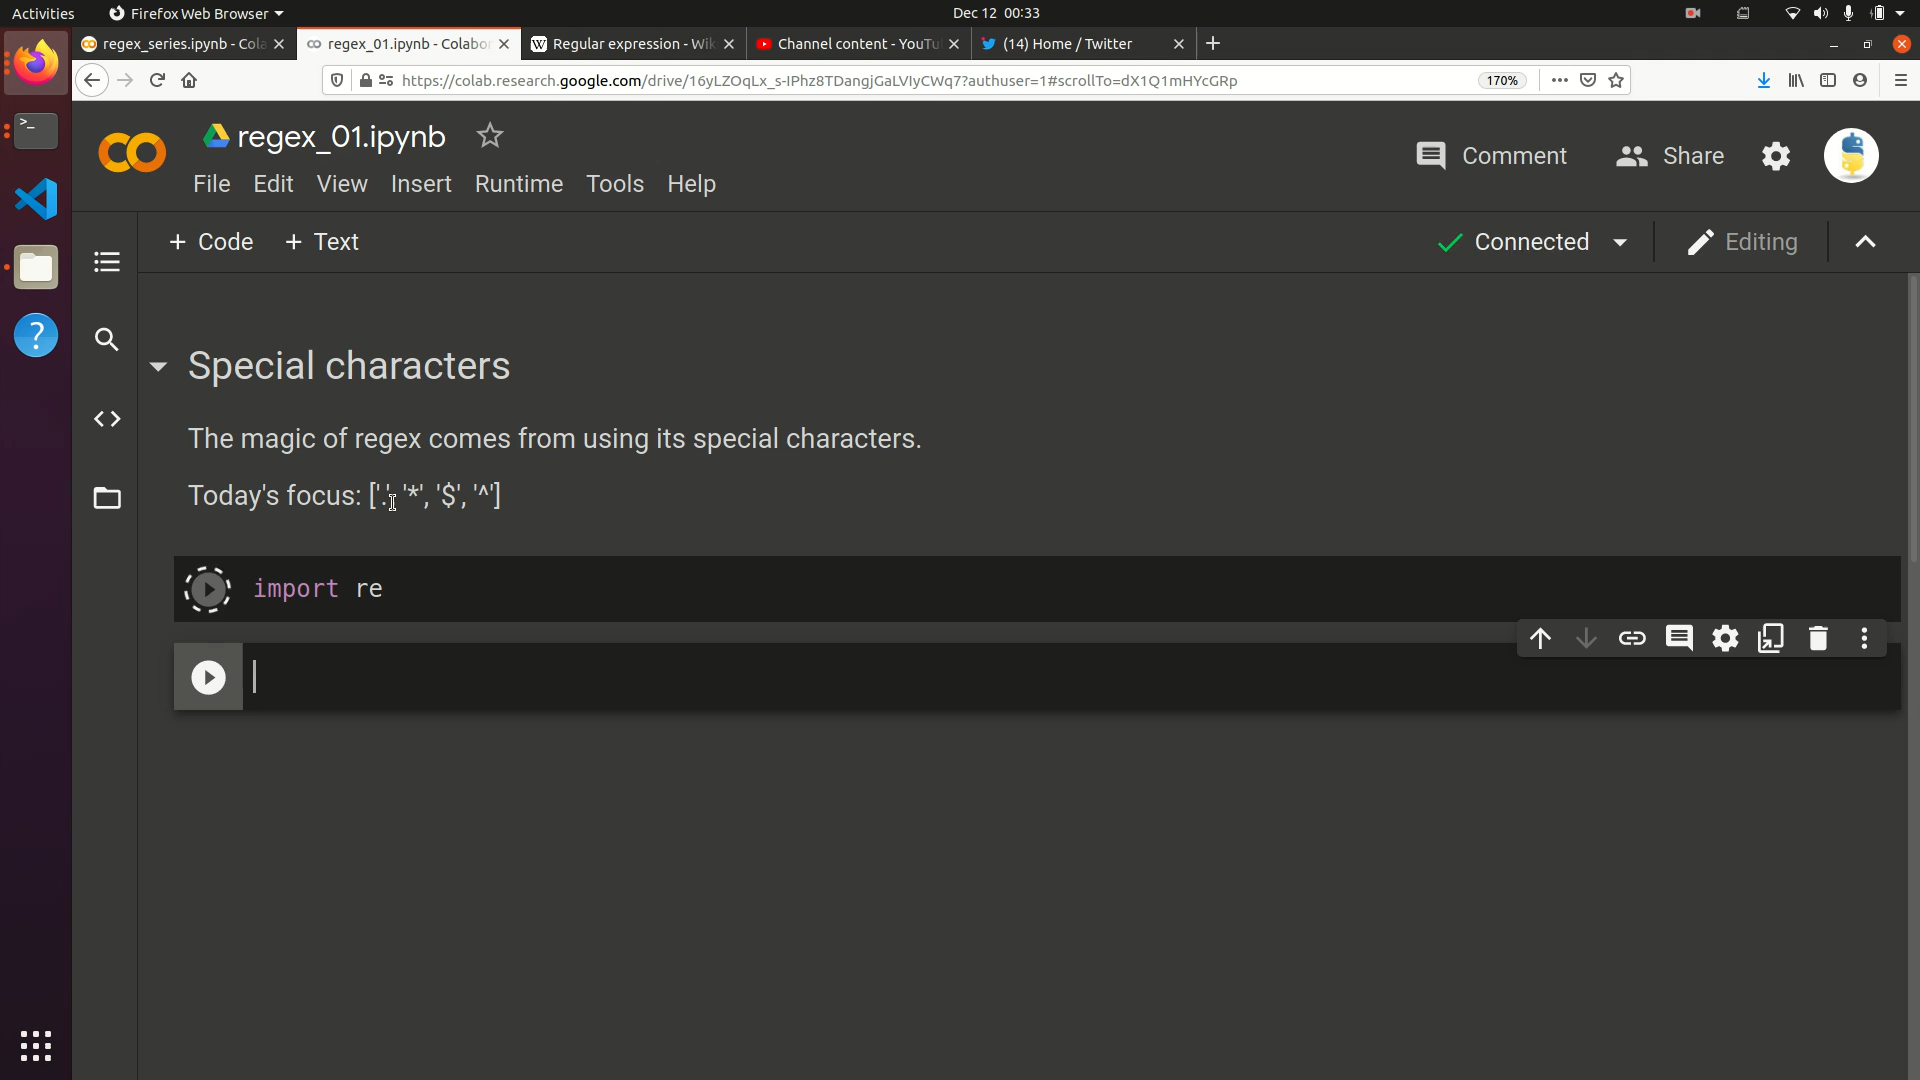 Activities
Firefox Web Browser
Dec 12 00:33
regex_series.ipynb - Cola
regex_01.ipynb - Colabor
Regular expression - Wik
Channel content - YouTu
(14) Home / Twitter
https://colab.research.google.com/drive/16yLZOqLx_s-IPhz8TDangjGaLVIyCWq7?authuser=1#scrollTo=dX1Q1mHYcGRp
170%
regex_01.ipynb
Comment
Share
File Edit View Insert Runtime Tools Help
+ Code + Text
Connected
Editing
Special characters
The magic of regex comes from using its special characters.
Today's focus: ['.', '*', '$', '^']
import re